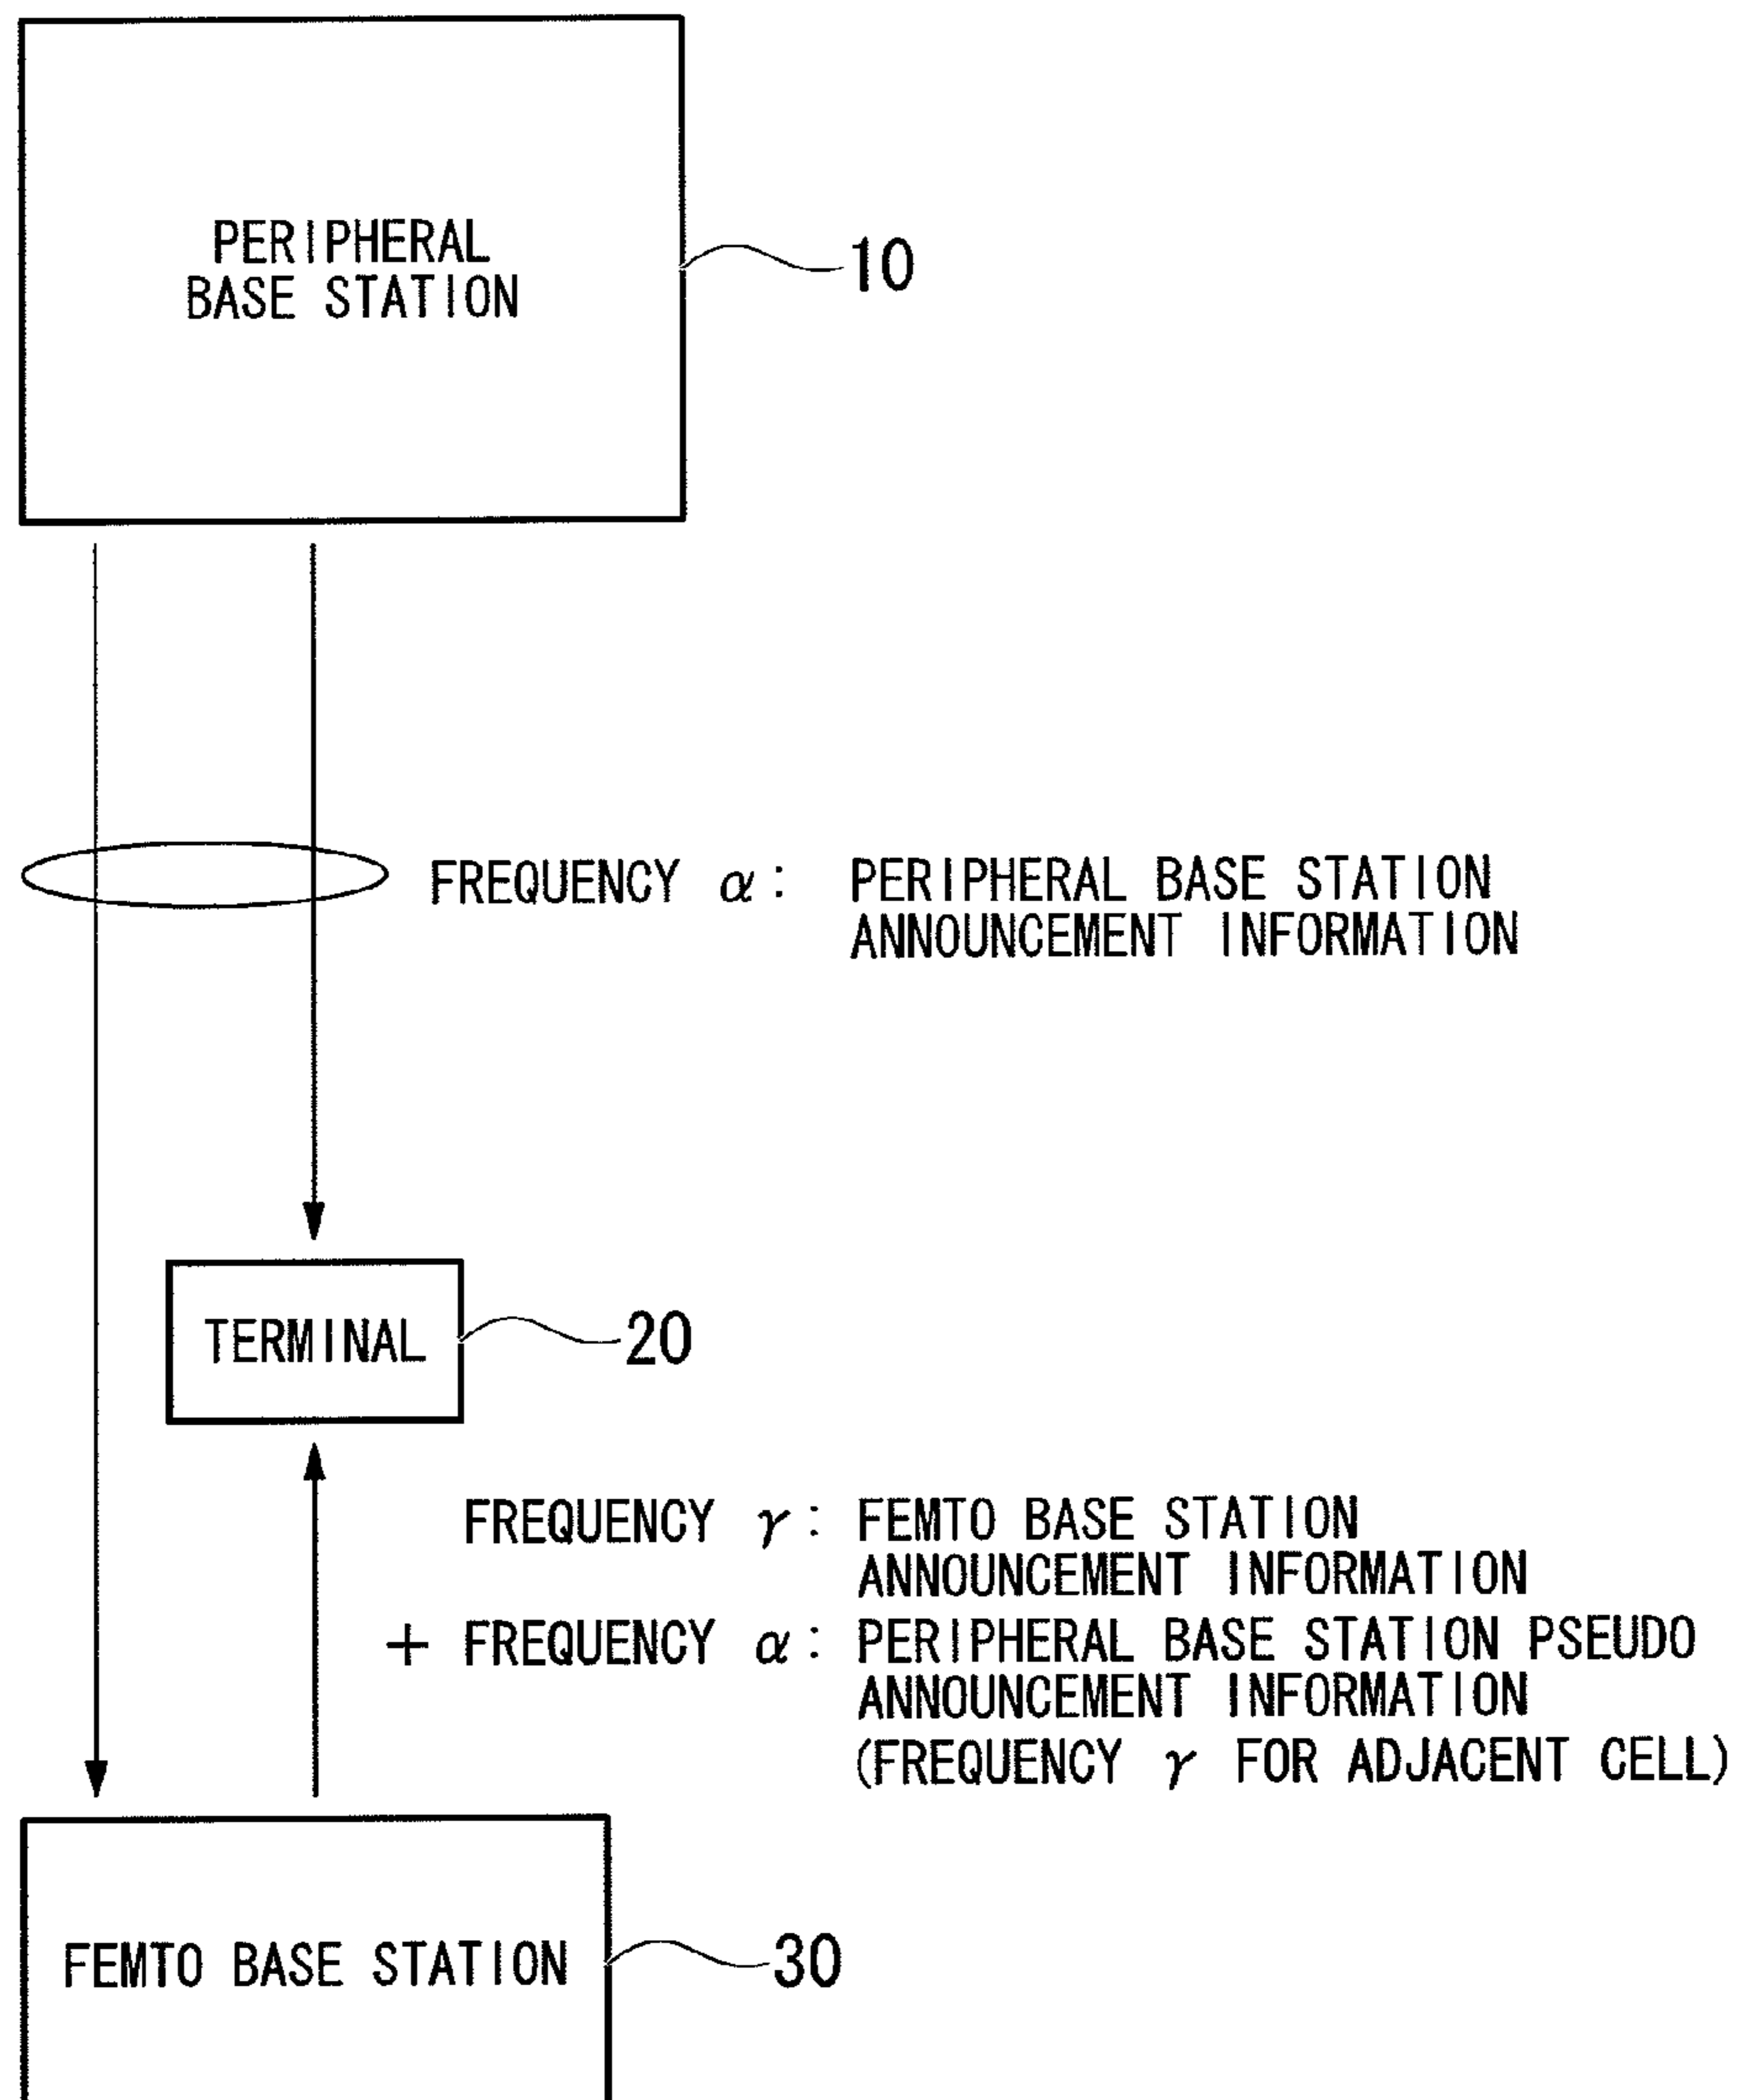 PERIPHERAL
BASE STATION
10
FREQUENCY α: PERIPHERAL BASE STATION
ANNOUNCEMENT INFORMATION
TERMINAL
20
FREQUENCY γ: FEMTO BASE STATION
ANNOUNCEMENT INFORMATION
+ FREQUENCY α: PERIPHERAL BASE STATION PSEUDO
ANNOUNCEMENT INFORMATION
(FREQUENCY γ FOR ADJACENT CELL)
FEMTO BASE STATION
30